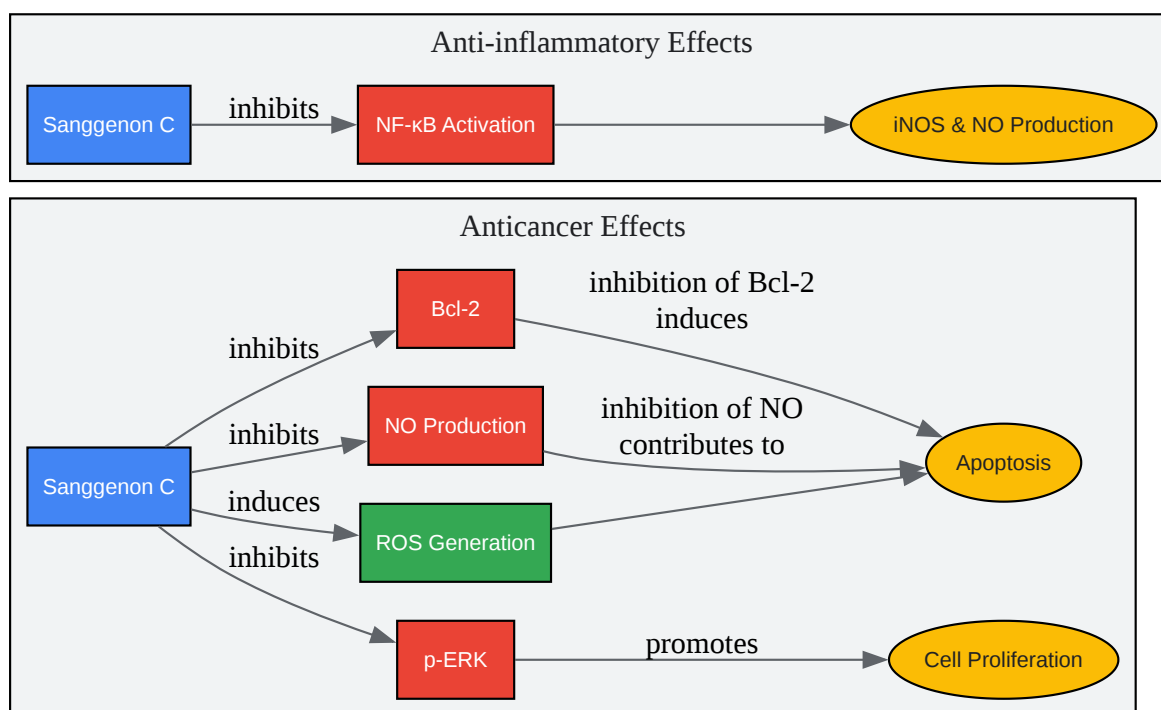 Anti-inflammatory Effects
Sanggenon C
inhibits
NF-κB Activation
iNOS & NO Production
Anticancer Effects
Bcl-2
inhibition of Bcl-2
induces
inhibits
NO Production
inhibition of NO
contributes to
inhibits
Sanggenon C
Apoptosis
induces
ROS Generation
inhibits
p-ERK
promotes
Cell Proliferation